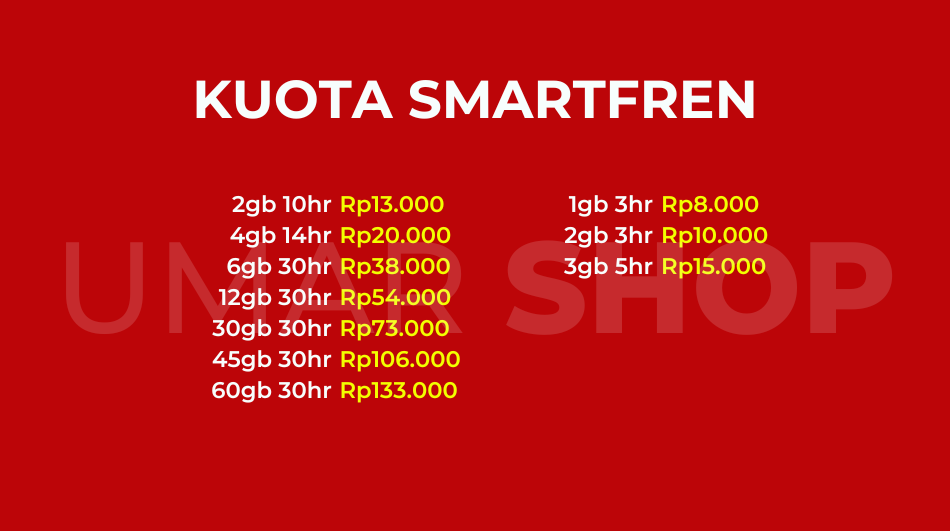 KUOTA SMARTFREN
UMAR SHOP
2gb 10hr Rp13.000
4gb 14hr Rp20.000
6gb 30hr Rp38.000
12gb 30hr Rp54.000
30gb 30hr Rp73.000
45gb 30hr Rp106.000
60gb 30hr Rp133.000
1gb 3hr Rp8.000
2gb 3hr Rp10.000
3gb 5hr Rp15.000